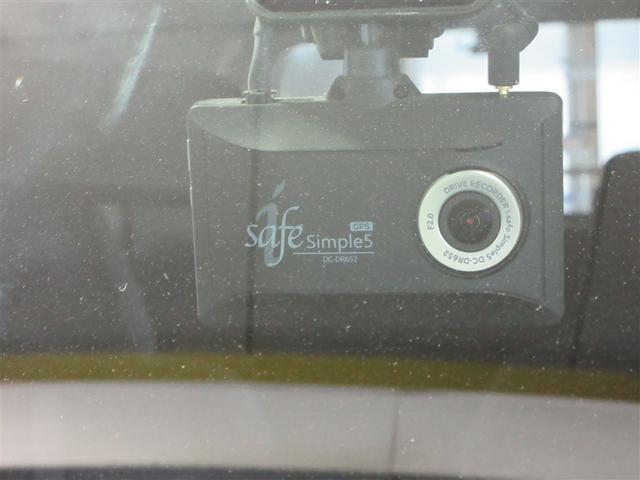 i safe
GPS
Simple5
DC-DR652
F2.0 DRIVE RECORDER i-safe Simple5 DC-DR652